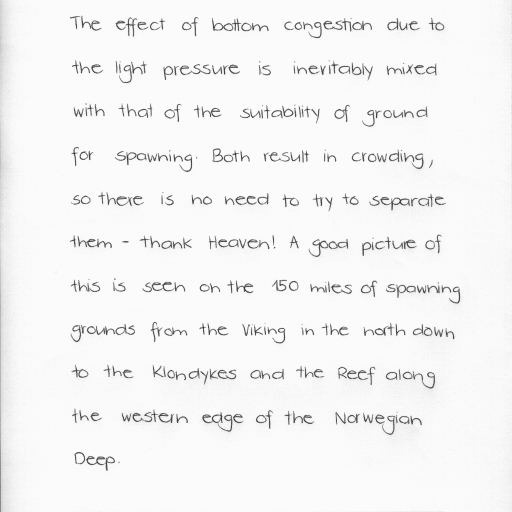 The effect of bottom congestion due to
the light pressure is inevitably mixed
with that of the suitability of ground
for spawning. Both result in crowding,
so there is no need to try to separate
them - thank Heaven! A good picture of
this is seen on the 150 miles of spawning
grounds from the Viking in the north down
to the Klondykes and the Reef along
the western edge of the Norwegian
Deep.